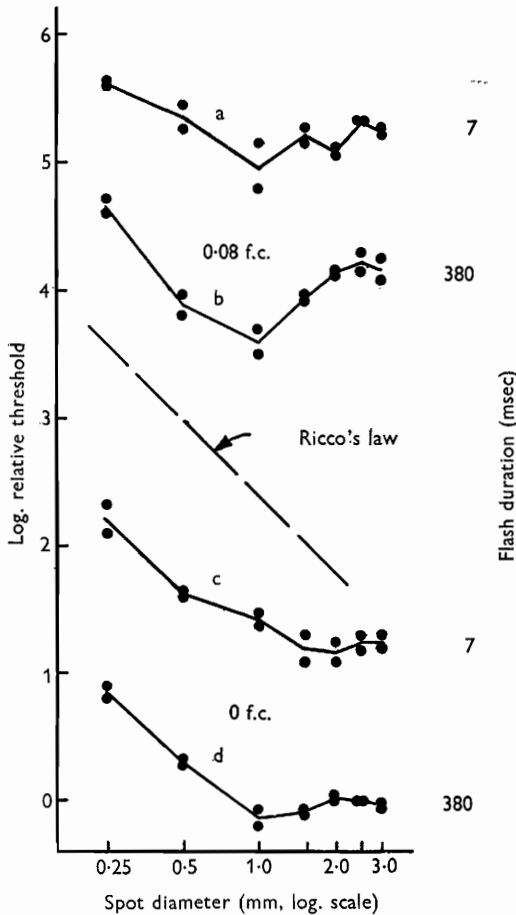 6
a
5
7
0·08 f.c.
380
4
b
Log. relative threshold
3
Ricco's law
Flash duration (msec)
2
c
7
1
0 f.c.
d
0
380
0·25 0·5 1·0 2·0 3·0
Spot diameter (mm, log. scale)